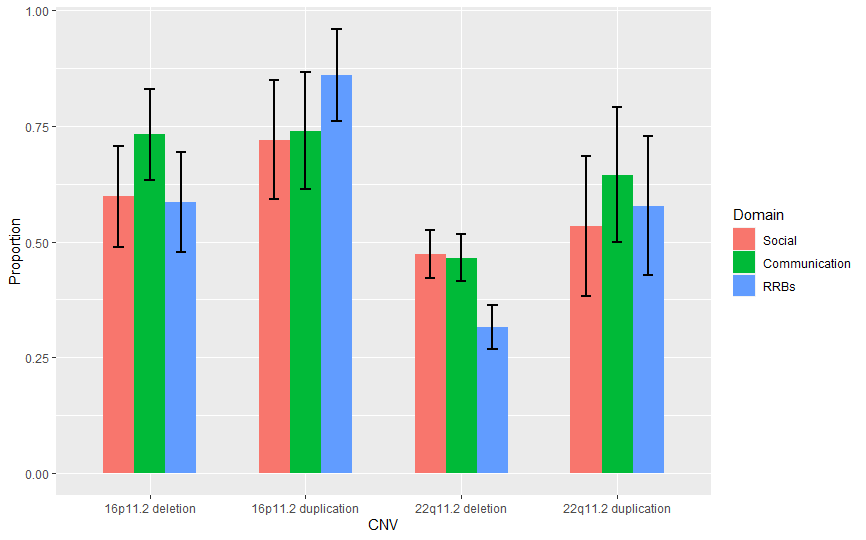 1.00
0.75
0.50
0.25
0.00
Proportion
16p11.2 deletion
16p11.2 duplication
22q11.2 deletion
22q11.2 duplication
CNV
Domain
Social
Communication
RRBs